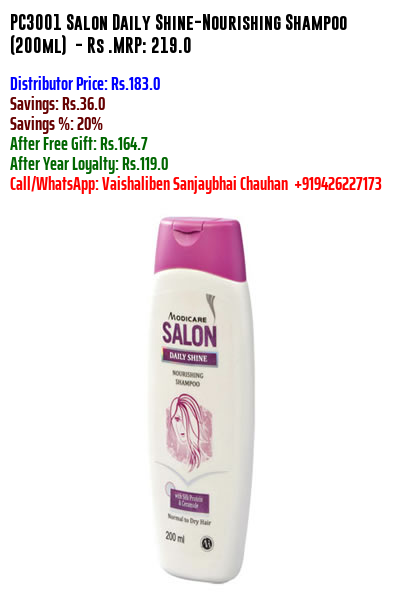 PC3001 Salon Daily Shine-Nourishing Shampoo
(200ml) - Rs .MRP: 219.0
Distributor Price: Rs.183.0
Savings: Rs.36.0
Savings %: 20%
After Free Gift: Rs.164.7
After Year Loyalty: Rs.119.0
Call/WhatsApp: Vaishaliben Sanjaybhai Chauhan +919426227173
MODICARE
SALON
DAILY SHINE
NOURISHING
SHAMPOO
with Silk Protein
& Ceramide
Normal to Dry Hair
200 ml